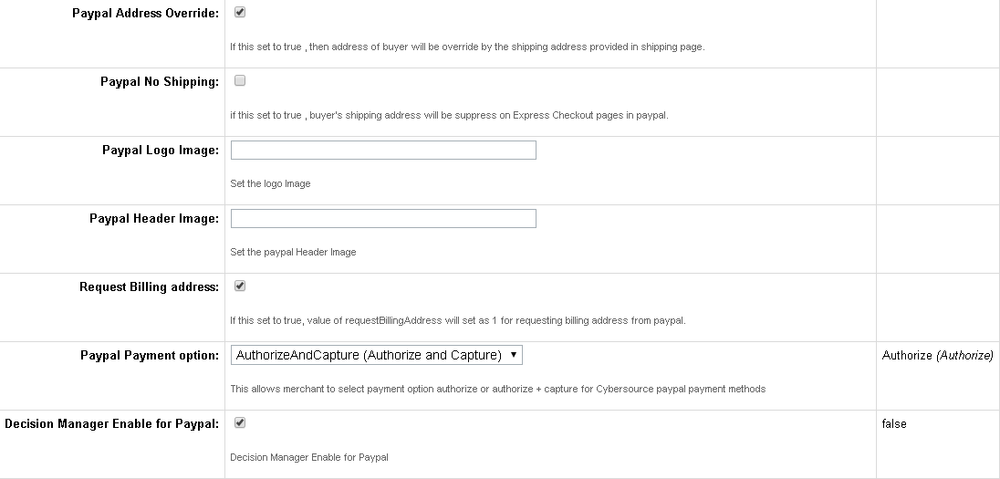 Paypal Address Override:
If this set to true , then address of buyer will be override by the shipping address provided in shipping page.
Paypal No Shipping:
if this set to true , buyer's shipping address will be suppress on Express Checkout pages in paypal.
Paypal Logo Image:
Set the logo Image
Paypal Header Image:
Set the paypal Header Image
Request Billing address:
If this set to true, value of requestBillingAddress will set as 1 for requesting billing address from paypal.
Paypal Payment option: AuthorizeAndCapture (Authorize and Capture) Authorize (Authorize)
This allows merchant to select payment option authorize or authorize + capture for Cybersource paypal payment methods
Decision Manager Enable for Paypal: false
Decision Manager Enable for Paypal